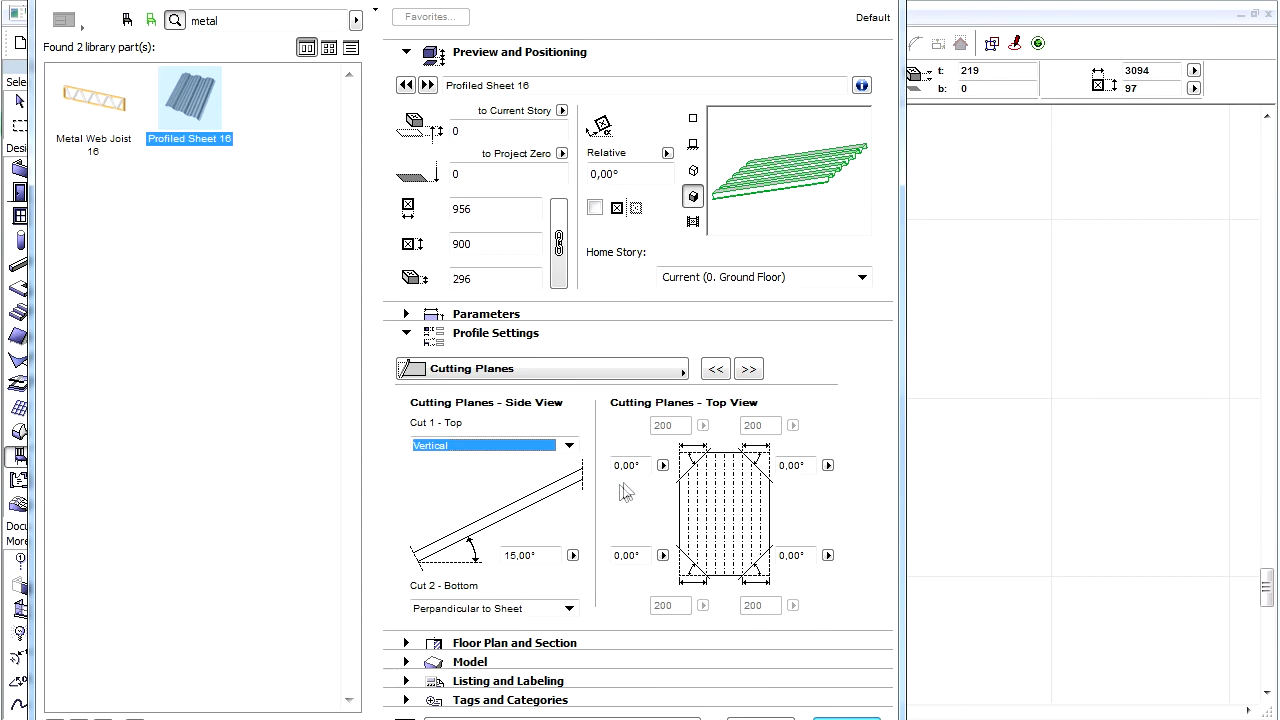 metal
Favorites...
Default
Found 2 library part(s):
Metal Web Joist 16
Profiled Sheet 16
Preview and Positioning
Profiled Sheet 16
to Current Story
0
to Project Zero
0
956
900
296
Relative
0,00°
Home Story:
Current (0. Ground Floor)
Parameters
Profile Settings
Cutting Planes
<<
>>
Cutting Planes - Side View
Cut 1 - Top
Vertical
15,00°
Cut 2 - Bottom
Perpendicular to Sheet
Cutting Planes - Top View
200
200
0,00°
0,00°
0,00°
0,00°
200
200
Floor Plan and Section
Model
Listing and Labeling
Tags and Categories
t:
219
b:
0
3094
97
Sele
Desi
Docu
More